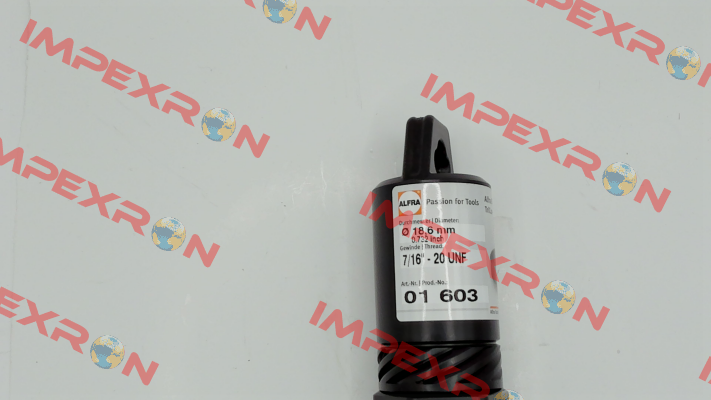 ALFRA Passion for Tools
Durchmesser | Diameter:
Ø 18,6 mm
0.732 inch
Gewinde | Thread
7/16" - 20 UNF
Art.-Nr. | Prod.-No.:
01 603
IMPEXRON
IMPEXRON
IMPEXRON
IMPEXRON
IMPEXRON
IMPEXRON
IMPEXRON